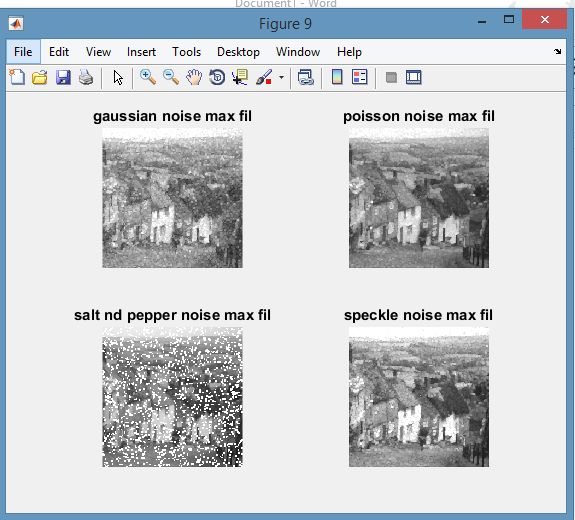 Document1 - Word
Figure 9
File Edit View Insert Tools Desktop Window Help
gaussian noise max fil
poisson noise max fil
salt nd pepper noise max fil
speckle noise max fil